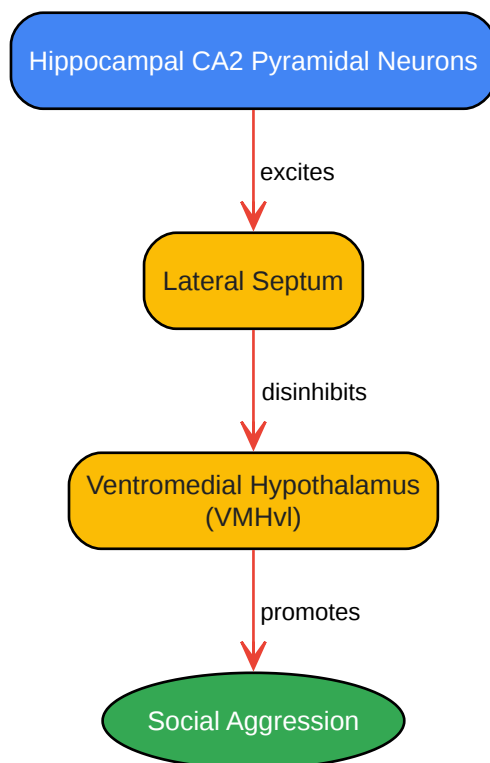 Hippocampal CA2 Pyramidal Neurons
excites
Lateral Septum
disinhibits
Ventromedial Hypothalamus
(VMHvl)
promotes
Social Aggression